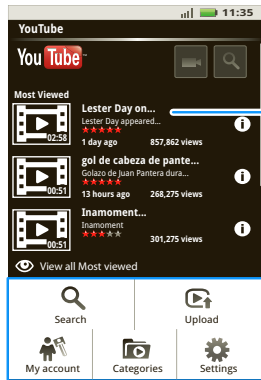 11:35
YouTube
You Tube
Most Viewed
Lester Day on...
Lester Day appeared...
02:58
1 day ago 857,862 views
gol de cabeza de pante...
Golazo de Juan Pantera dura...
00:51
13 hours ago 268,275 views
Inamoment...
Inamoment
00:51
301,275 views
View all Most viewed
Search Upload
My account Categories Settings